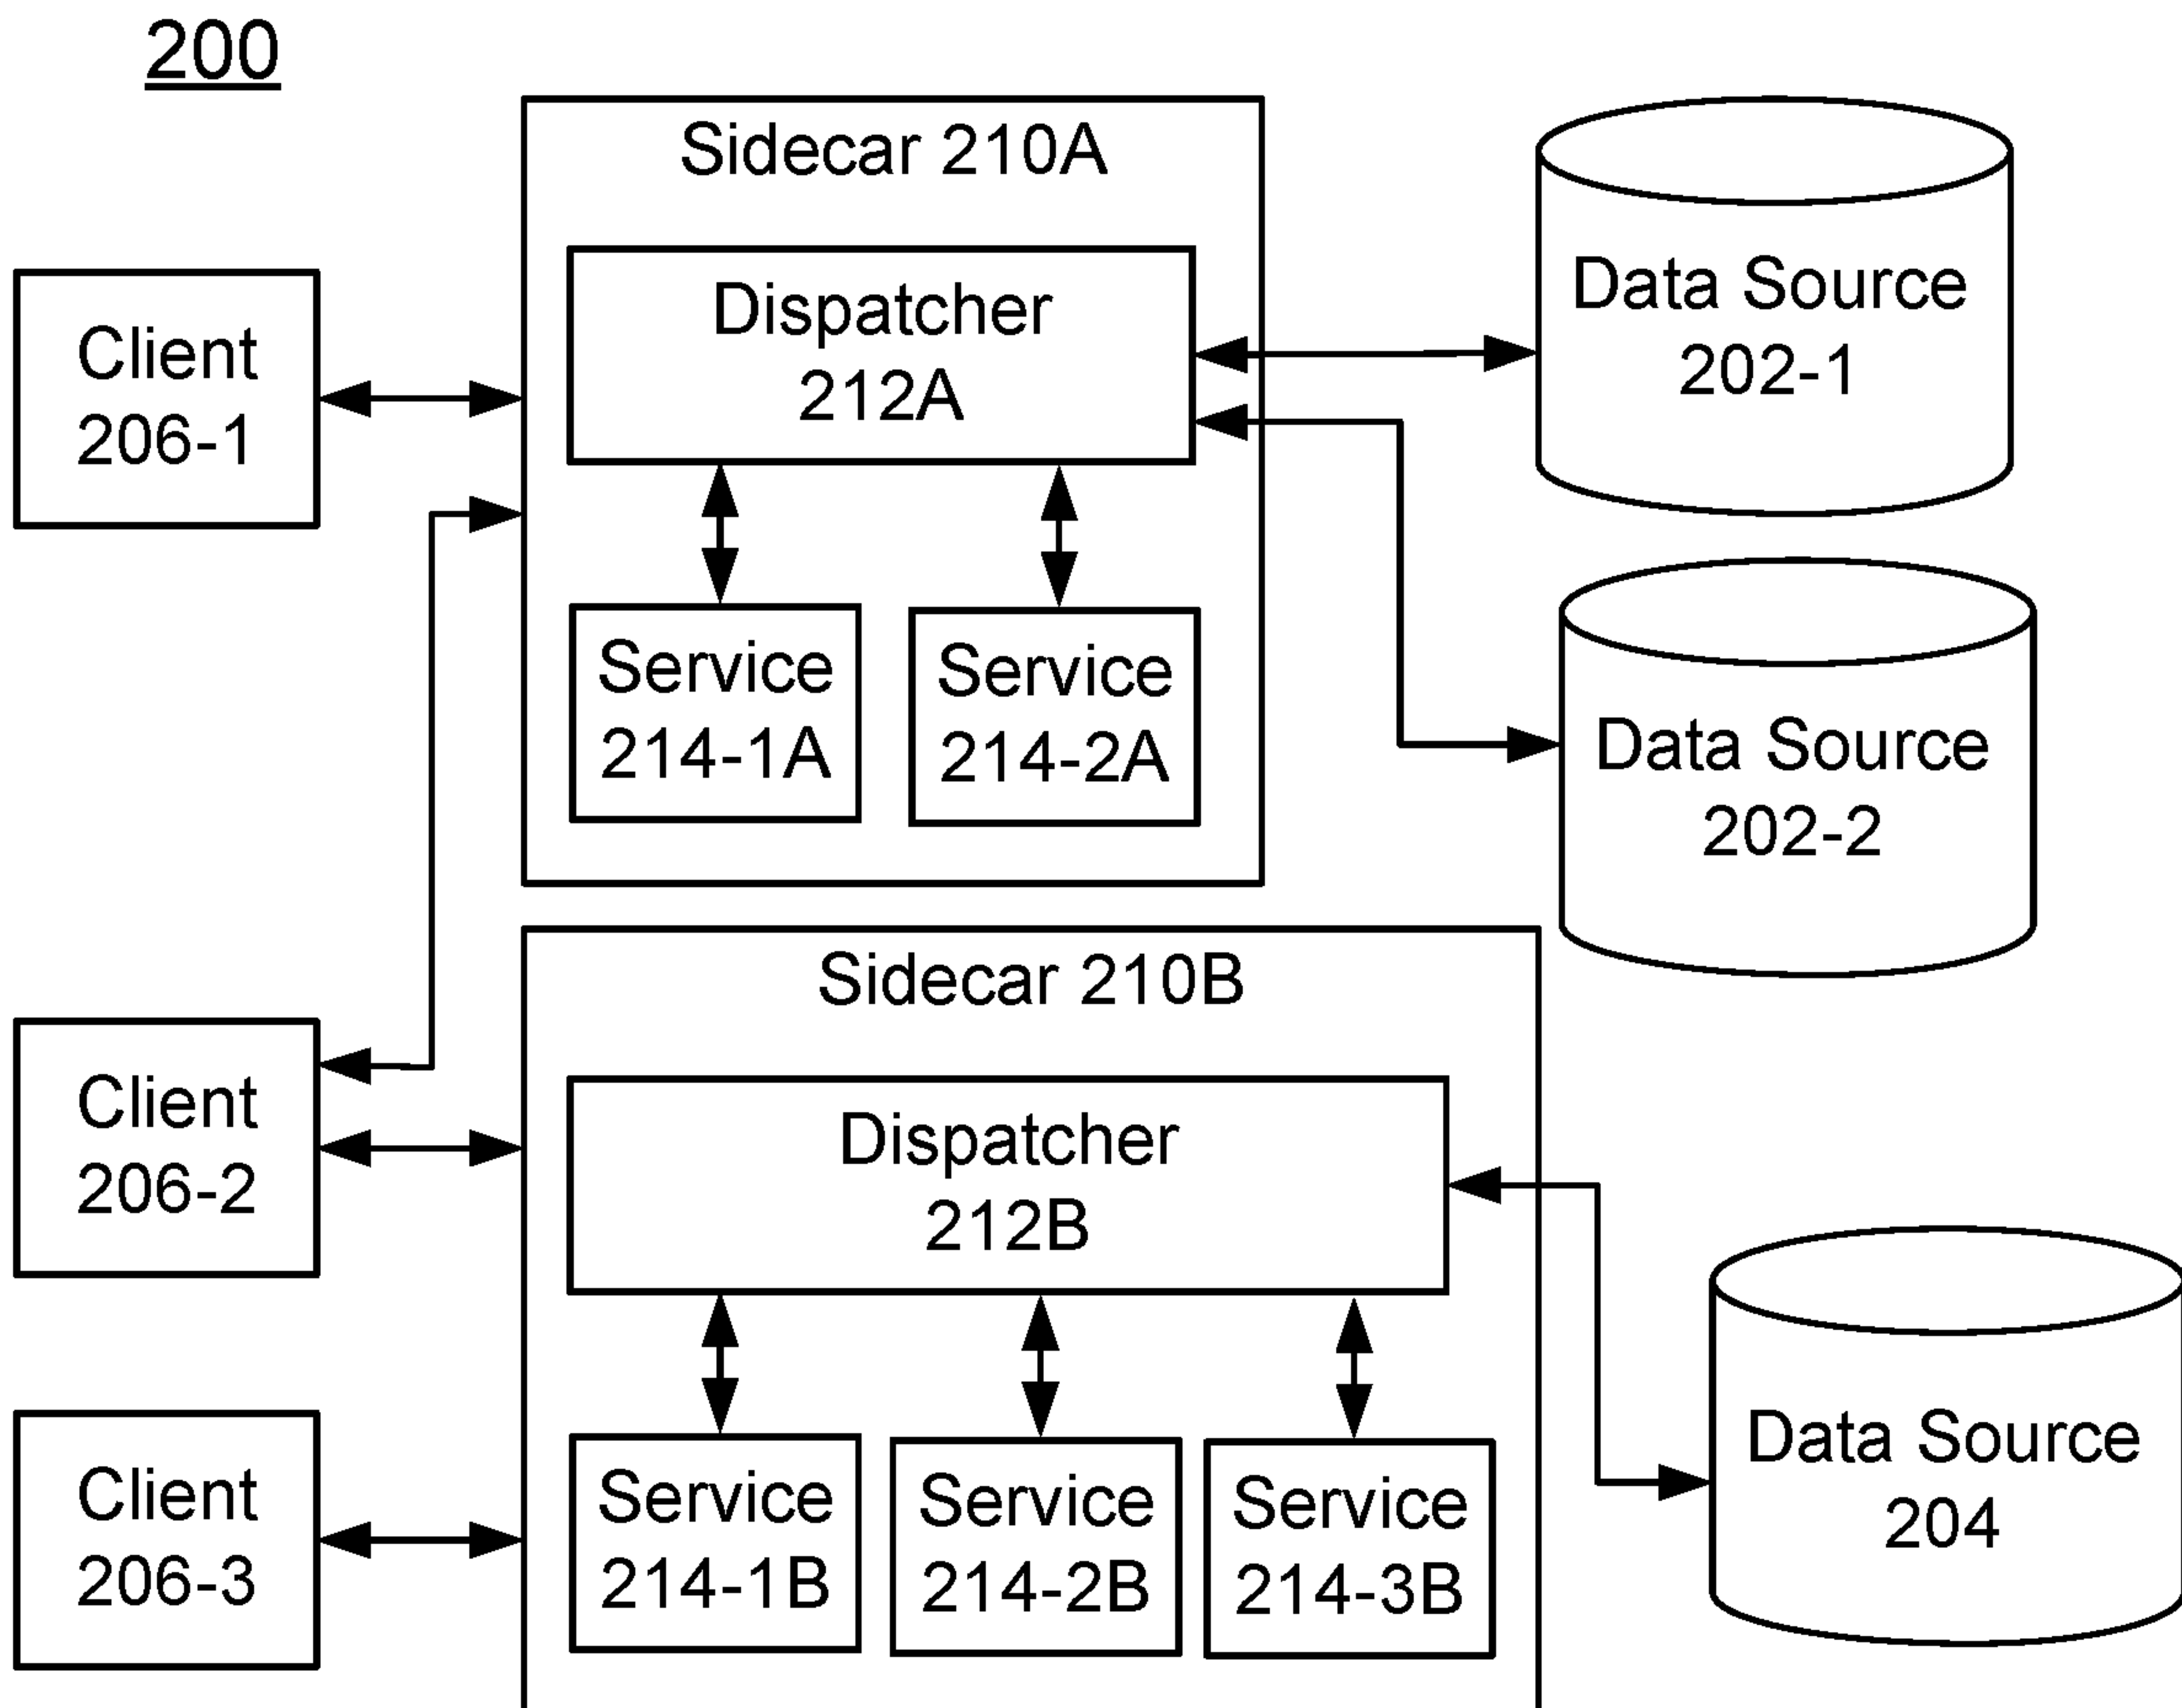 200
Sidecar 210A
Dispatcher
212A
Client
206-1
Data Source
202-1
Service
214-1A
Service
214-2A
Data Source
202-2
Sidecar 210B
Client
206-2
Dispatcher
212B
Data Source
204
Client
206-3
Service
214-1B
Service
214-2B
Service
214-3B